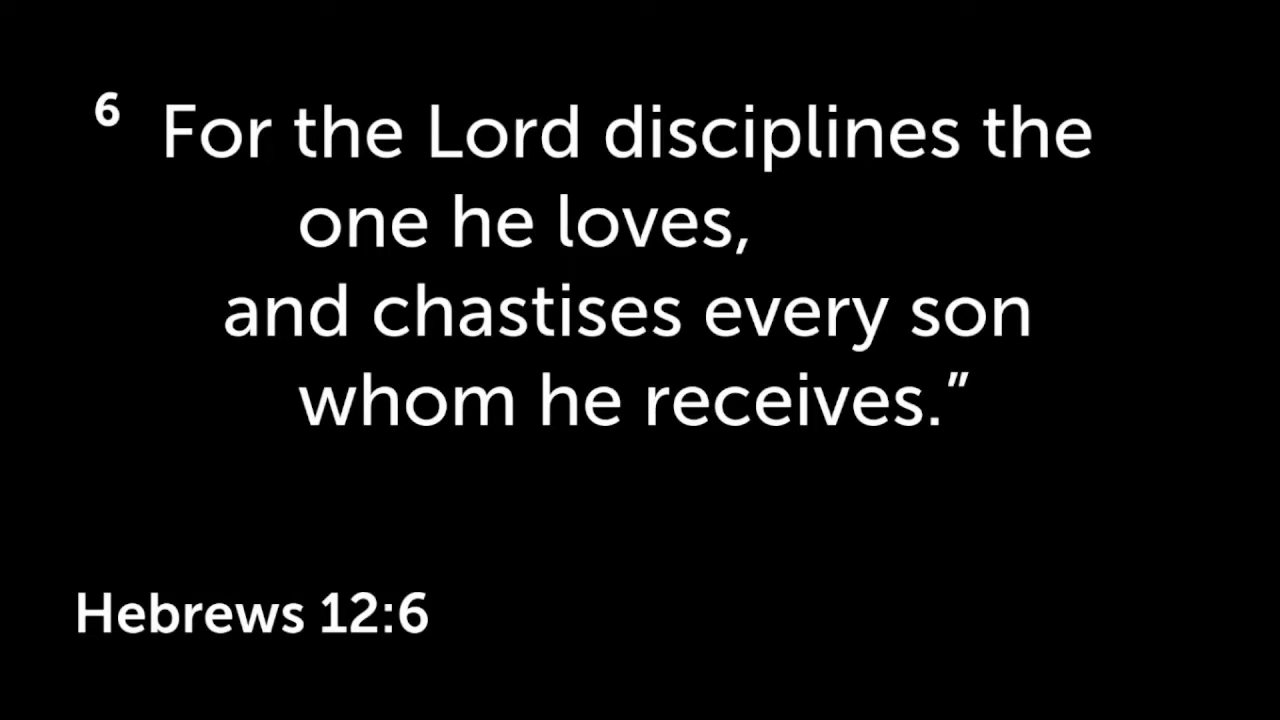 6 For the Lord disciplines the
one he loves,
and chastises every son
whom he receives.”
Hebrews 12:6